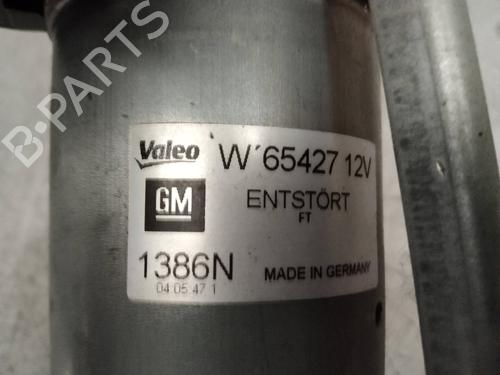 B-PARTS
Valeo W´65427 12V
GM ENTSTÖRT
FT
1386N MADE IN GERMANY
04 05 47 1